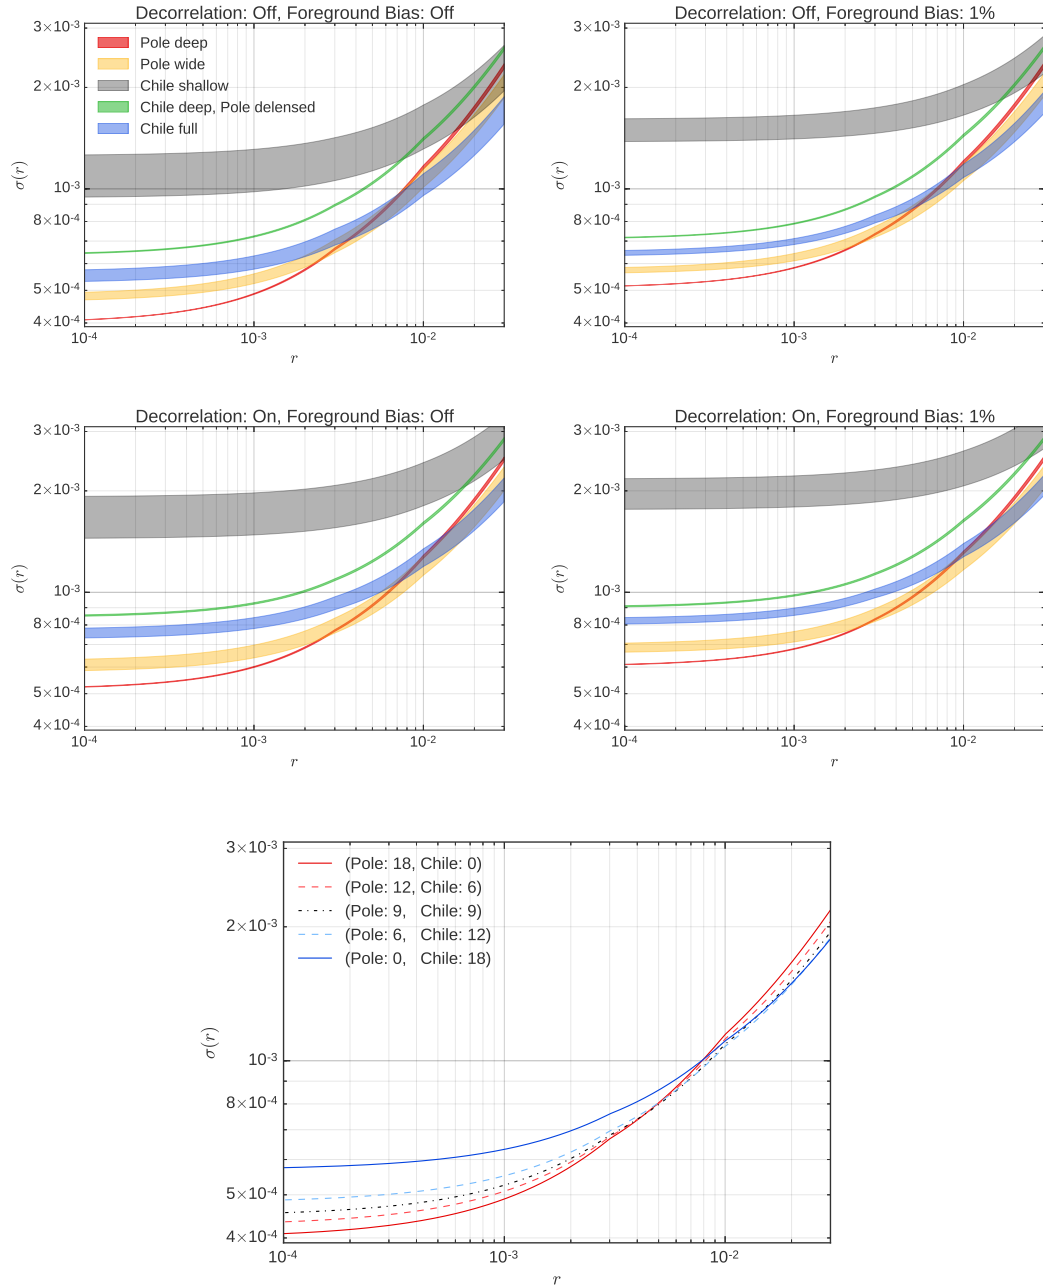 Decorrelation: Off, Foreground Bias: Off
3×10⁻³
2×10⁻³
10⁻³
8×10⁻⁴
5×10⁻⁴
4×10⁻⁴
σ(r)
Pole deep
Pole wide
Chile shallow
Chile deep, Pole delensed
Chile full
10⁻⁴ 10⁻³ 10⁻²
r
Decorrelation: Off, Foreground Bias: 1%
3×10⁻³
2×10⁻³
10⁻³
8×10⁻⁴
5×10⁻⁴
4×10⁻⁴
σ(r)
10⁻⁴ 10⁻³ 10⁻²
r
Decorrelation: On, Foreground Bias: Off
3×10⁻³
2×10⁻³
10⁻³
8×10⁻⁴
5×10⁻⁴
4×10⁻⁴
σ(r)
10⁻⁴ 10⁻³ 10⁻²
r
Decorrelation: On, Foreground Bias: 1%
3×10⁻³
2×10⁻³
10⁻³
8×10⁻⁴
5×10⁻⁴
4×10⁻⁴
σ(r)
10⁻⁴ 10⁻³ 10⁻²
r
3×10⁻³
2×10⁻³
10⁻³
8×10⁻⁴
5×10⁻⁴
4×10⁻⁴
σ(r)
(Pole: 18, Chile: 0)
(Pole: 12, Chile: 6)
(Pole: 9, Chile: 9)
(Pole: 6, Chile: 12)
(Pole: 0, Chile: 18)
10⁻⁴ 10⁻³ 10⁻²
r